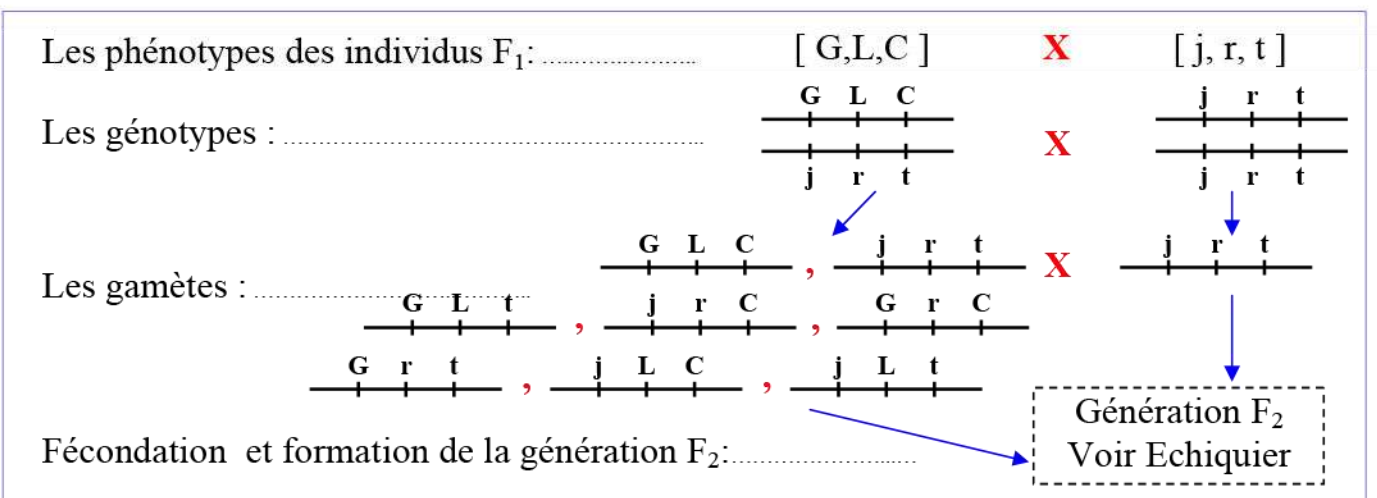 Les phénotypes des individus F₁: ........................ [ G,L,C ] X [ j, r, t ]
G L C j r t
Les génotypes : ...................................................... X
j r t j r t
G L C j r t j r t
Les gamètes : ................................... , X
G L t j r C G r C
, ,
G r t j L C j L t
, ,
Génération F₂
Fécondation et formation de la génération F₂:........................
Voir Echiquier